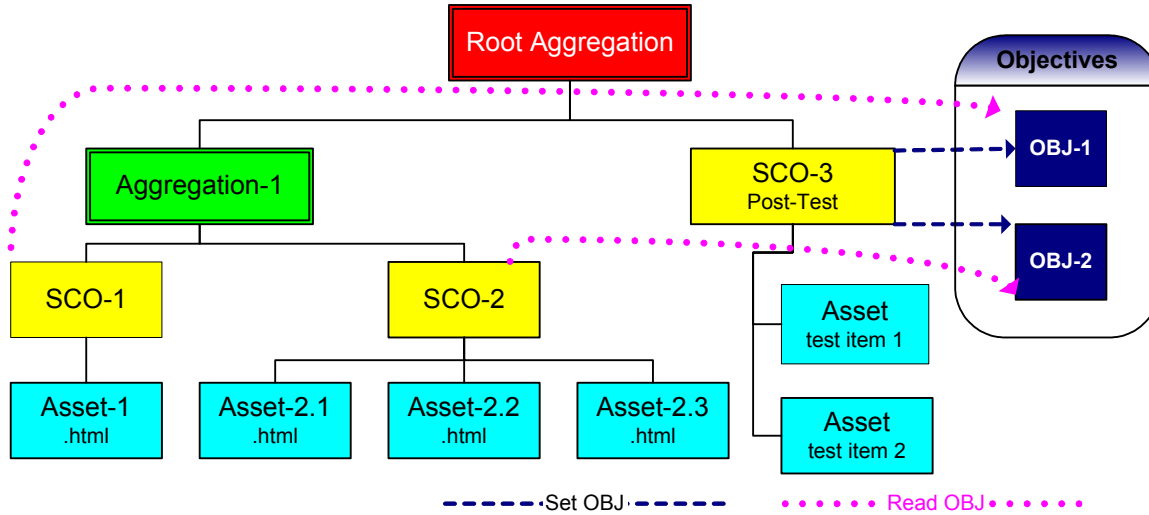 Root Aggregation
Objectives
OBJ-1
Aggregation-1
SCO-3
Post-Test
OBJ-2
SCO-1
SCO-2
Asset
test item 1
Asset-1
.html
Asset-2.1
.html
Asset-2.2
.html
Asset-2.3
.html
Asset
test item 2
Set OBJ
Read OBJ